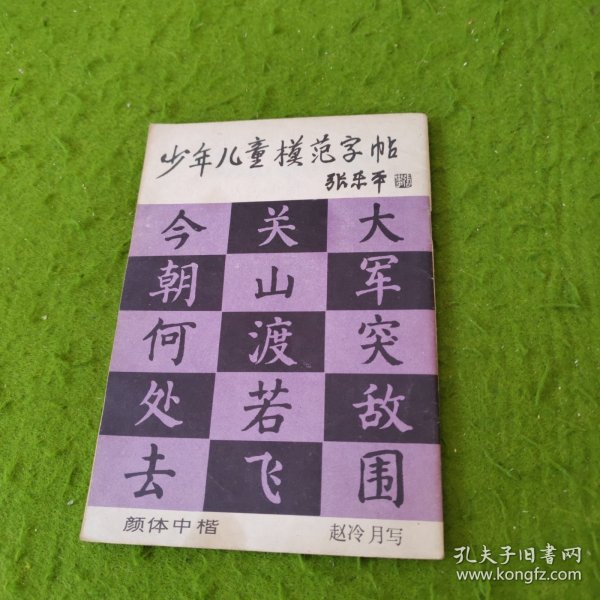 少年儿童模范字帖
张乐平
大军突敌围
关山渡若飞
今朝何处去
颜体中楷
赵冷月写
孔夫子旧书网
www.kongfz.com